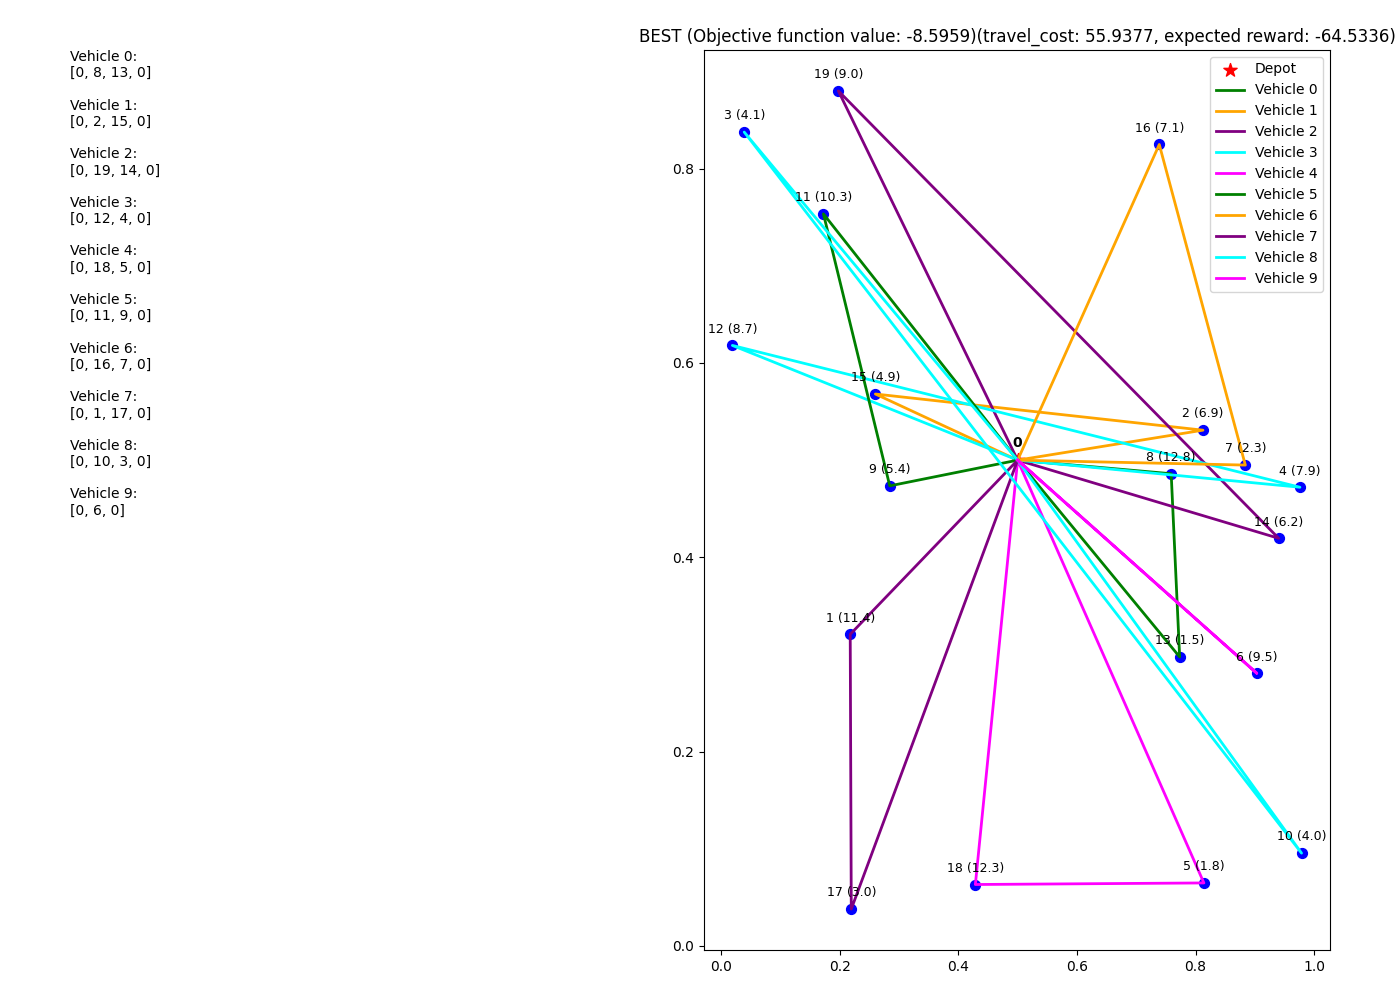 BEST (Objective function value: -8.5959)(travel_cost: 55.9377, expected reward: -64.5336)
Vehicle 0:
[0, 8, 13, 0]
Vehicle 1:
[0, 2, 15, 0]
Vehicle 2:
[0, 19, 14, 0]
Vehicle 3:
[0, 12, 4, 0]
Vehicle 4:
[0, 18, 5, 0]
Vehicle 5:
[0, 11, 9, 0]
Vehicle 6:
[0, 16, 7, 0]
Vehicle 7:
[0, 1, 17, 0]
Vehicle 8:
[0, 10, 3, 0]
Vehicle 9:
[0, 6, 0]
Depot
Vehicle 0
Vehicle 1
Vehicle 2
Vehicle 3
Vehicle 4
Vehicle 5
Vehicle 6
Vehicle 7
Vehicle 8
Vehicle 9
19 (9.0)
3 (4.1)
16 (7.1)
11 (10.3)
12 (8.7)
15 (4.9)
2 (6.9)
0
7 (2.3)
8 (12.8)
9 (5.4)
4 (7.9)
14 (6.2)
1 (11.4)
13 (1.5)
6 (9.5)
10 (4.0)
18 (12.3)
5 (1.8)
17 (3.0)
0.8
0.6
0.4
0.2
0.0
0.0
0.2
0.4
0.6
0.8
1.0